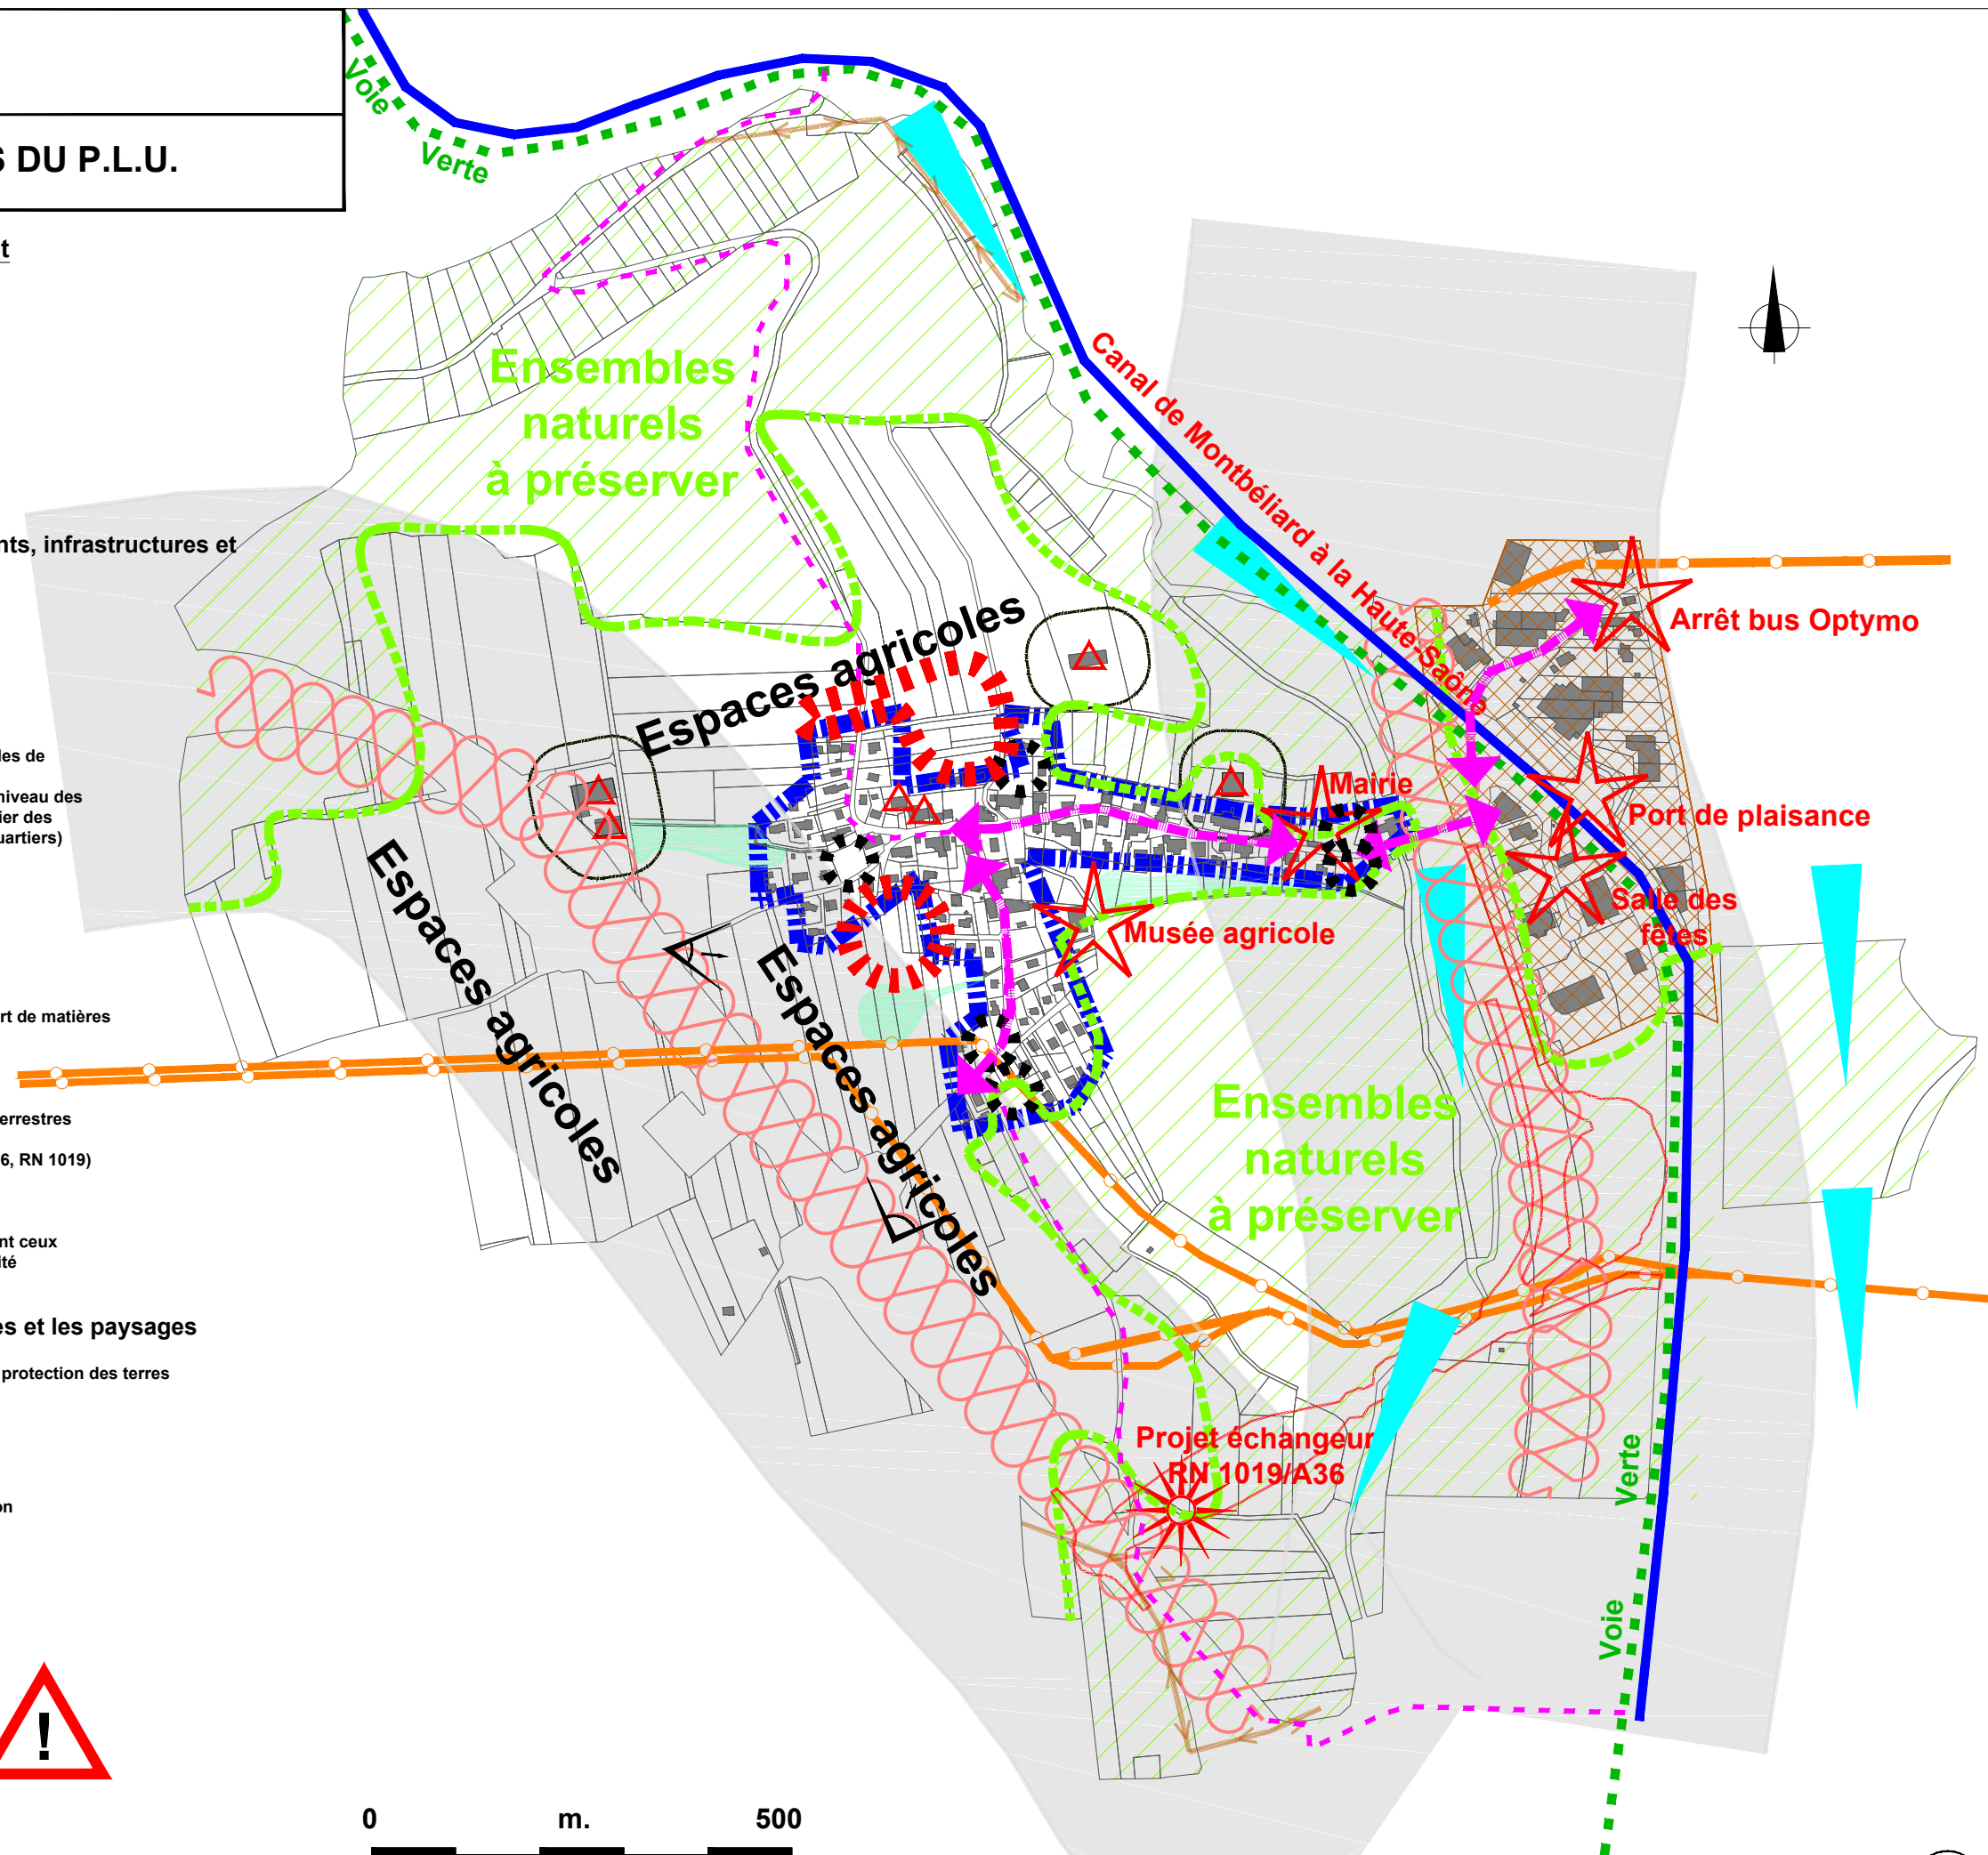 S DU P.L.U.
t
nts, infrastructures et
les de
niveau des
ier des
uartiers)
rt de matières
errestres
6, RN 1019)
nt ceux
ité
es et les paysages
protection des terres
on
!
0 m. 500
Voie
Verte
Ensembles
naturels
à préserver
Canal de Montbéliard à la Haute-Saône
Arrêt bus Optymo
Espaces agricoles
Mairie
Port de plaisance
Salle des
fêtes
Musée agricole
Espaces agricoles
Espaces agricoles
Ensembles
naturels
à préserver
Projet échangeur
RN 1019/A36
Verte
Voie